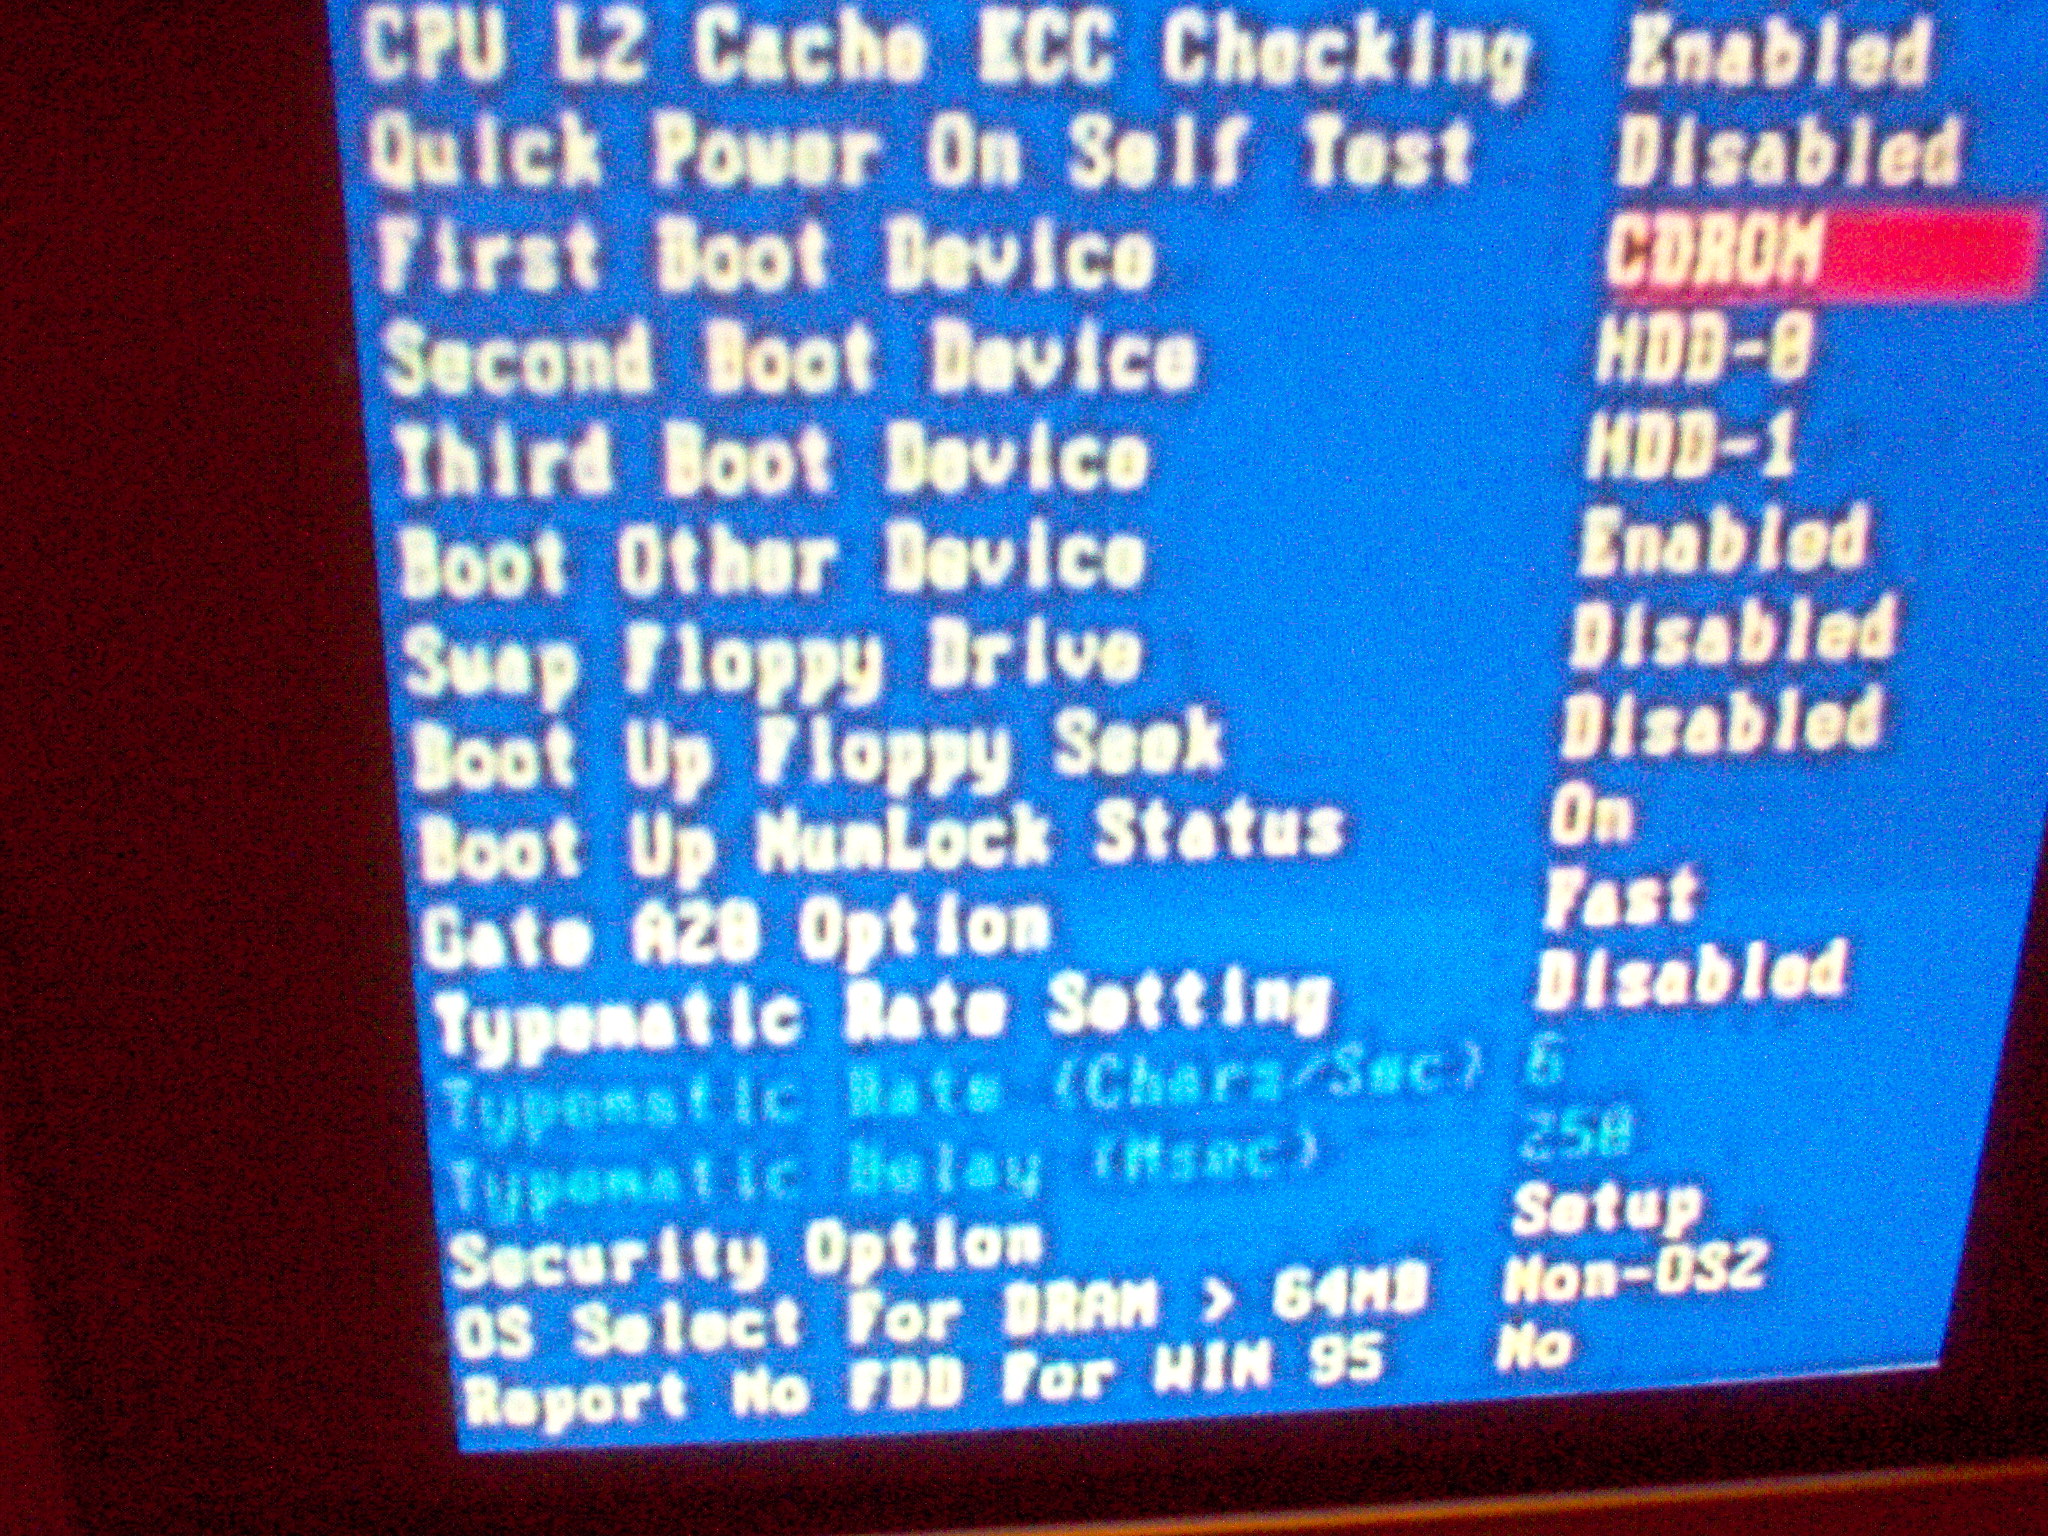 CPU L2 Cache ECC Checking Enabled
Quick Power On Self Test Disabled
First Boot Device CDROM
Second Boot Device HDD-0
Third Boot Device HDD-1
Boot Other Device Enabled
Swap Floppy Drive Disabled
Boot Up Floppy Seek Disabled
Boot Up NumLock Status On
Gate A20 Option Fast
Typematic Rate Setting Disabled
Typematic Rate (Chars/Sec) 6
Typematic Delay (Msec) 250
Security Option Setup
OS Select For DRAM > 64MB Non-OS2
Report No FDD For WIN 95 No